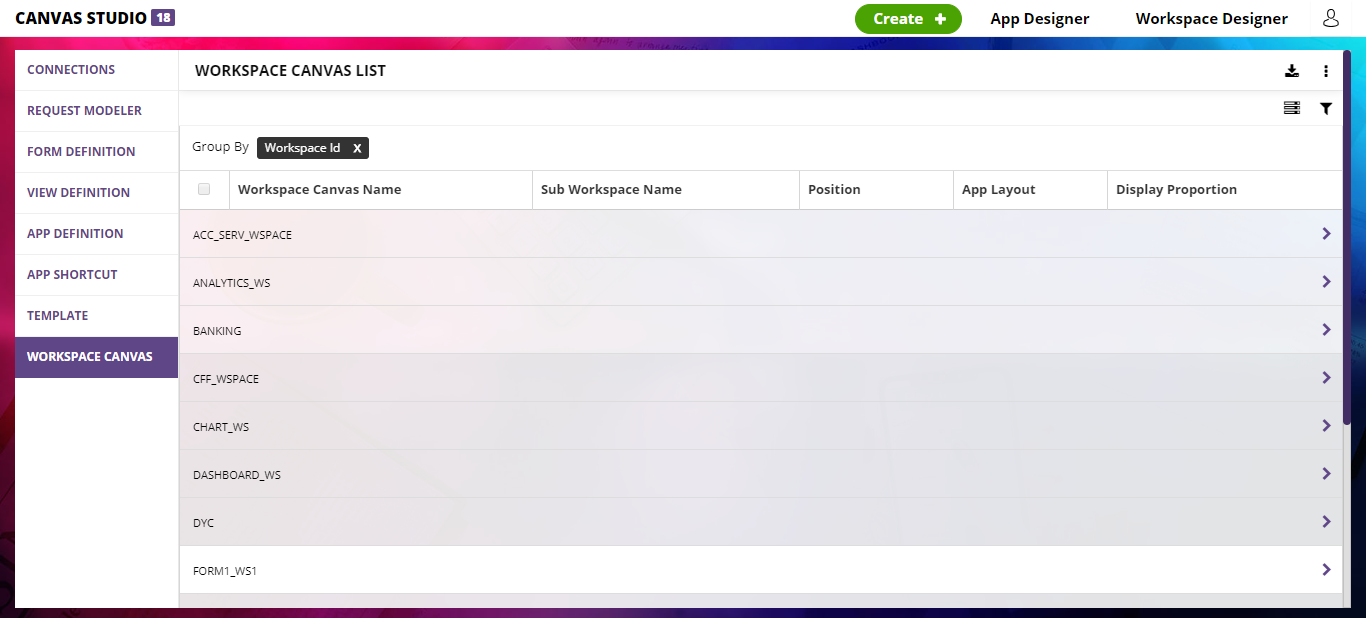 CANVAS STUDIO 18
Create + App Designer Workspace Designer
CONNECTIONS
REQUEST MODELER
FORM DEFINITION
VIEW DEFINITION
APP DEFINITION
APP SHORTCUT
TEMPLATE
WORKSPACE CANVAS
WORKSPACE CANVAS LIST
Group By Workspace Id x
Workspace Canvas Name Sub Workspace Name Position App Layout Display Proportion
ACC_SERV_WSPACE
ANALYTICS_WS
BANKING
CFF_WSPACE
CHART_WS
DASHBOARD_WS
DYC
FORM1_WS1